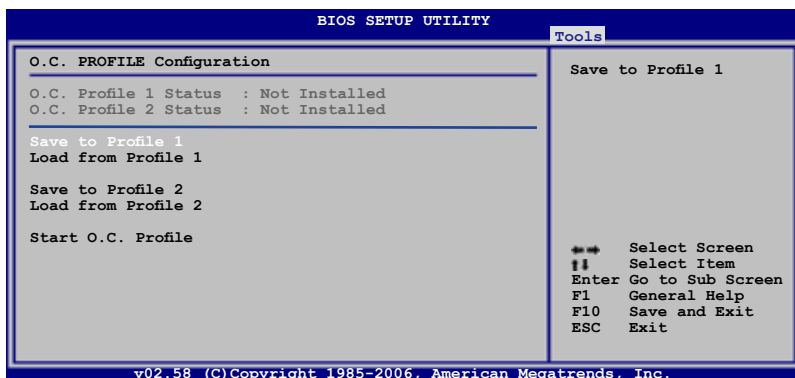 BIOS SETUP UTILITY
Tools
O.C. PROFILE Configuration
O.C. Profile 1 Status : Not Installed
O.C. Profile 2 Status : Not Installed
Save to Profile 1
Load from Profile 1
Save to Profile 2
Load from Profile 2
Start O.C. Profile
Save to Profile 1
Select Screen
Select Item
Enter Go to Sub Screen
F1 General Help
F10 Save and Exit
ESC Exit
v02.58 (C)Copyright 1985-2006, American Megatrends, Inc.